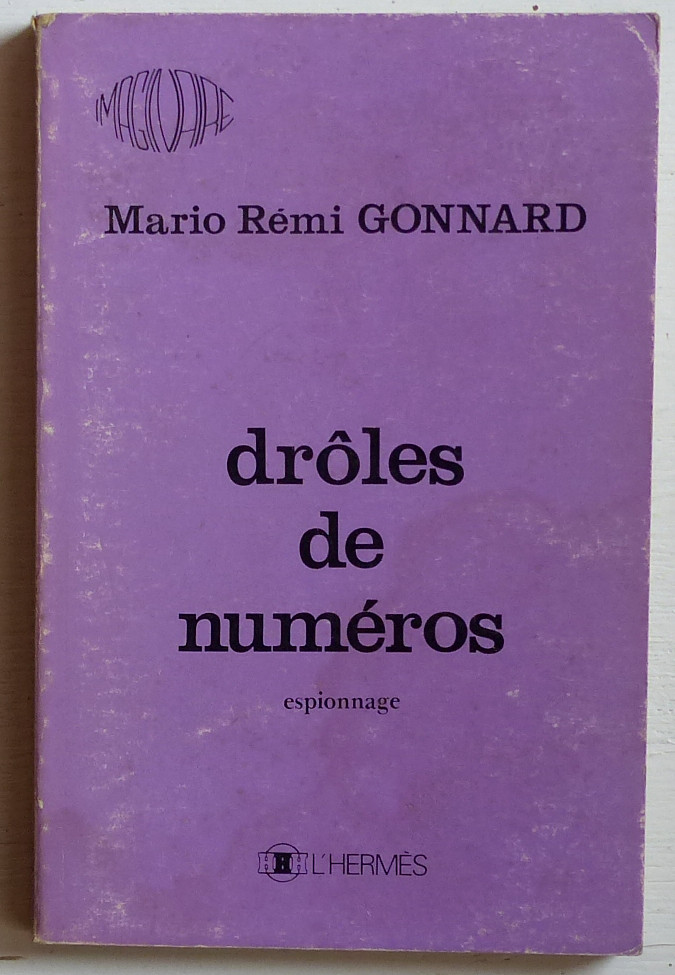 IMAGINAIRE
Mario Rémi GONNARD
drôles
de
numéros
espionnage
H L'HERMÈS